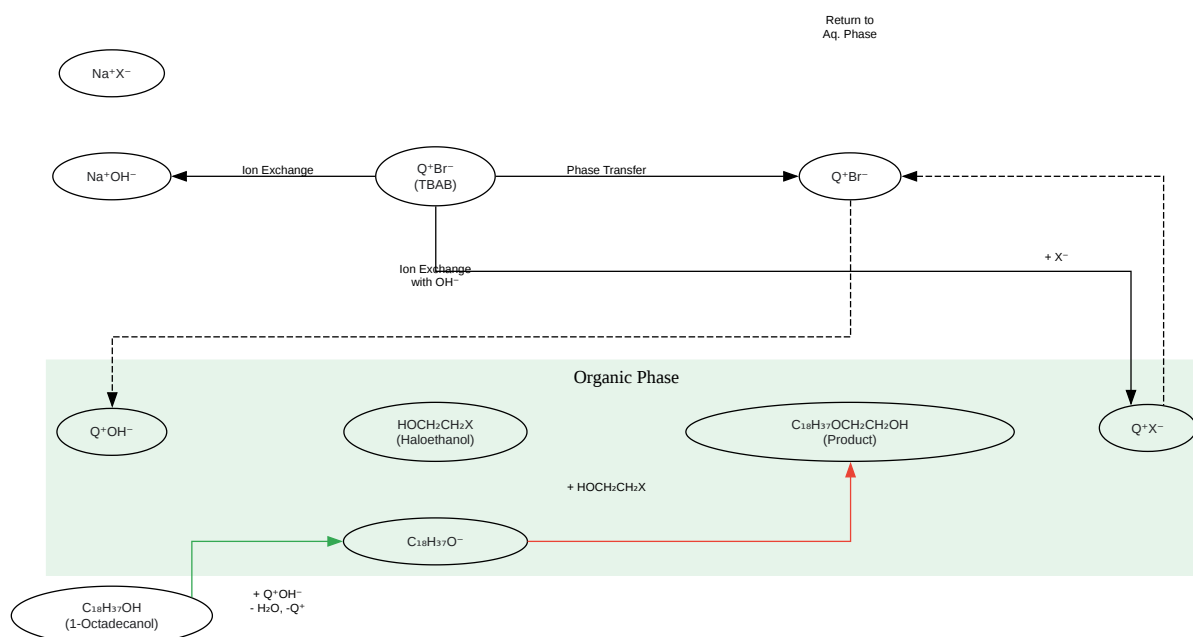 Return to
Aq. Phase
Na⁺X⁻
Na⁺OH⁻
Ion Exchange
Q⁺Br⁻
(TBAB)
Phase Transfer
Q⁺Br⁻
Ion Exchange
with OH⁻
+ X⁻
Organic Phase
Q⁺OH⁻
HOCH₂CH₂X
(Haloethanol)
C₁₈H₃₇OCH₂CH₂OH
(Product)
Q⁺X⁻
+ HOCH₂CH₂X
C₁₈H₃₇O⁻
C₁₈H₃₇OH
(1-Octadecanol)
+ Q⁺OH⁻
- H₂O, -Q⁺